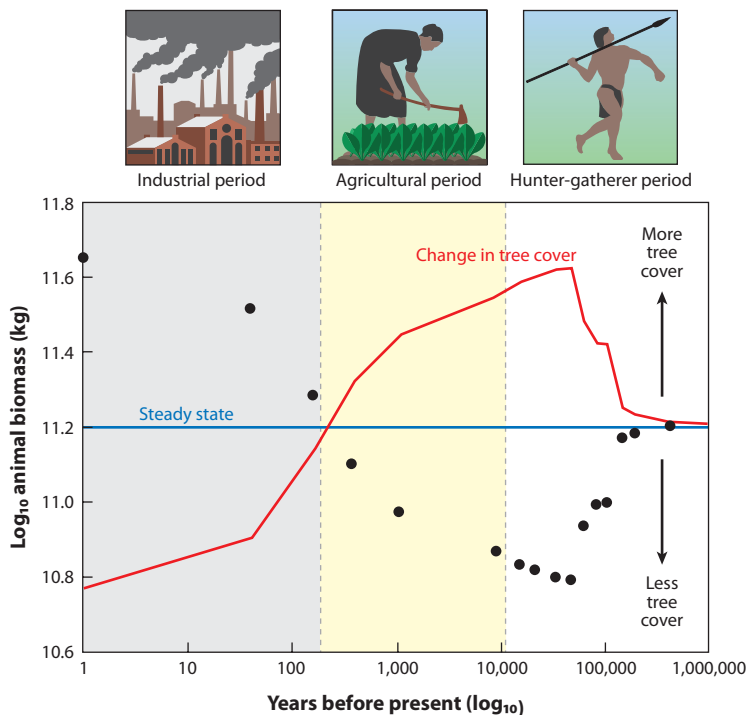 Industrial period
Agricultural period
Hunter-gatherer period
11.8
11.6
11.4
11.2
11.0
10.8
10.6
Log₁₀ animal biomass (kg)
Change in tree cover
Steady state
More
tree
cover
Less
tree
cover
1
10
100
1,000
10,000
100,000
1,000,000
Years before present (log₁₀)